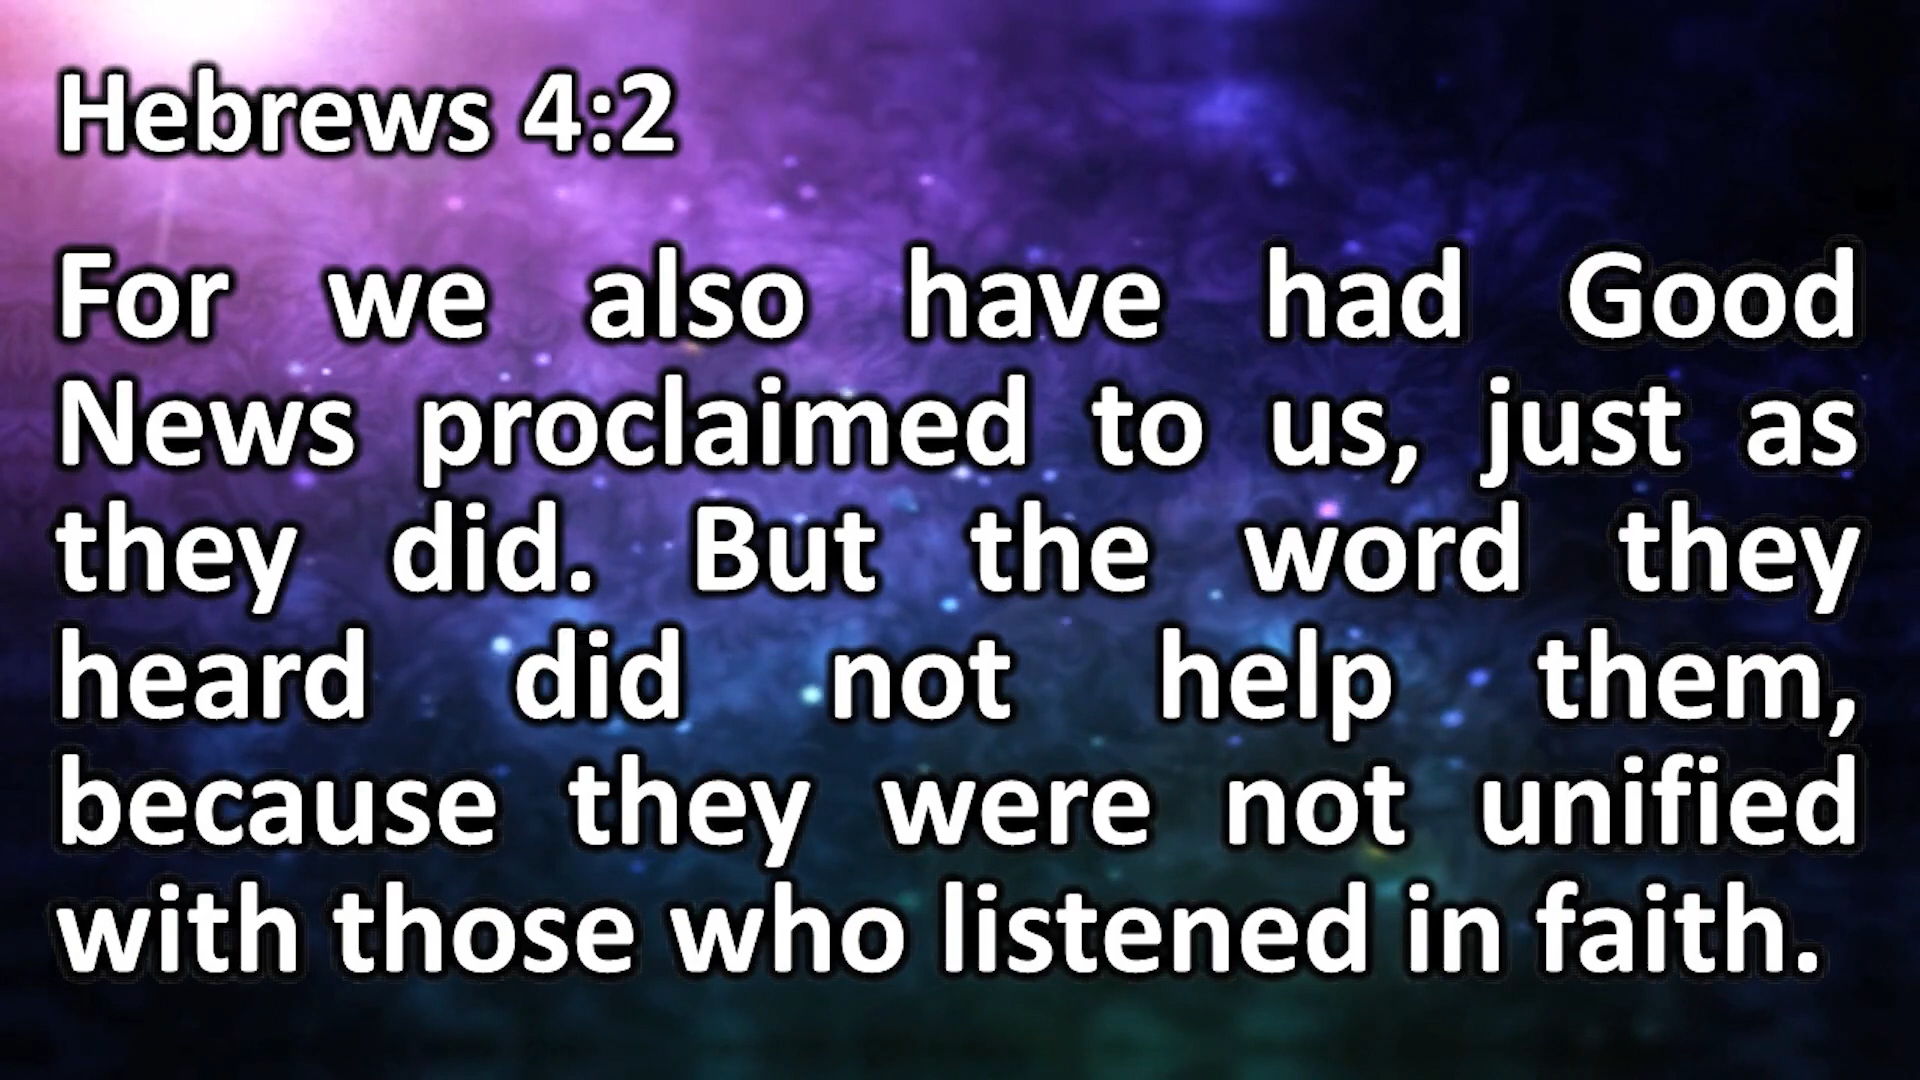 Hebrews 4:2
For we also have had Good
News proclaimed to us, just as
they did. But the word they
heard did not help them,
because they were not unified
with those who listened in faith.